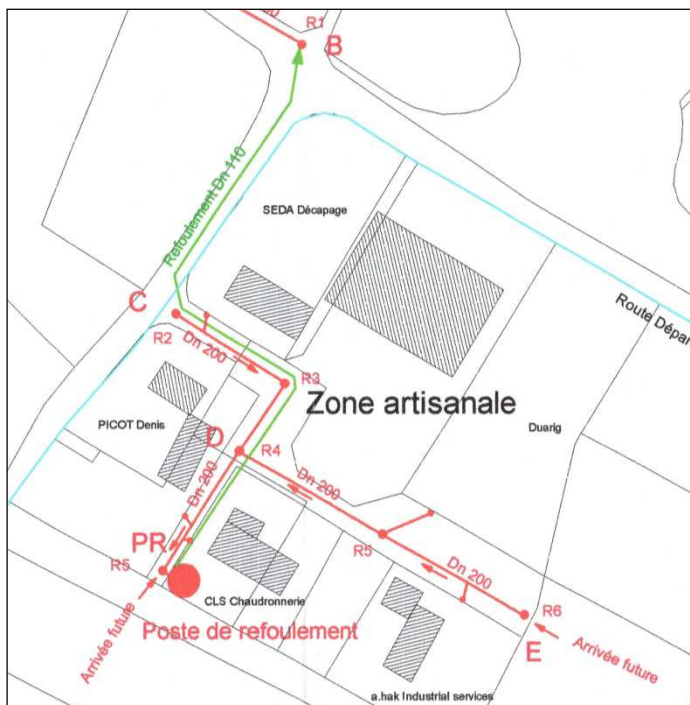 R1
B
Refoulement Dn 110
SEDA Décapage
C
R2
Dn 200
R3
Route Dépar
Zone artisanale
PICOT Denis
Duarig
D
R4
Dn 200
Dn 200
PR
R5
R5
Dn 200
CLS Chaudronnerie
R6
Poste de refoulement
E
Arrivée future
Arrivée future
a.hak Industrial services